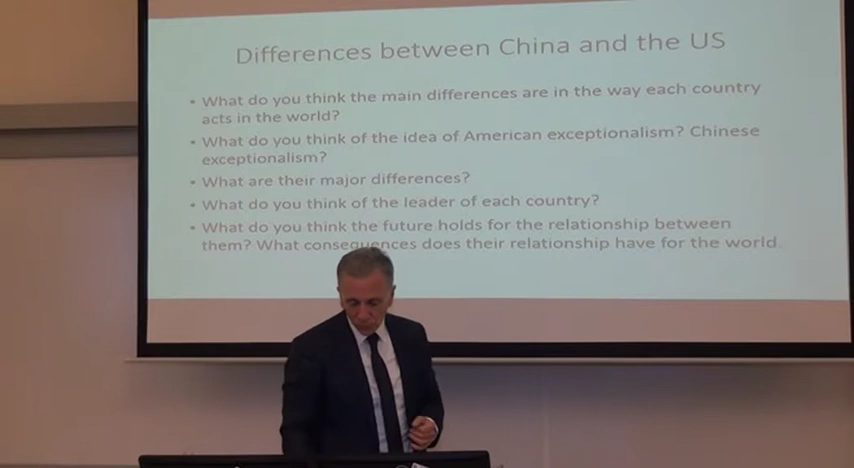 Differences between China and the US
• What do you think the main differences are in the way each country
acts in the world?
• What do you think of the idea of American exceptionalism? Chinese
exceptionalism?
• What are their major differences?
• What do you think of the leader of each country?
• What do you think the future holds for the relationship between
them? What consequences does their relationship have for the world.